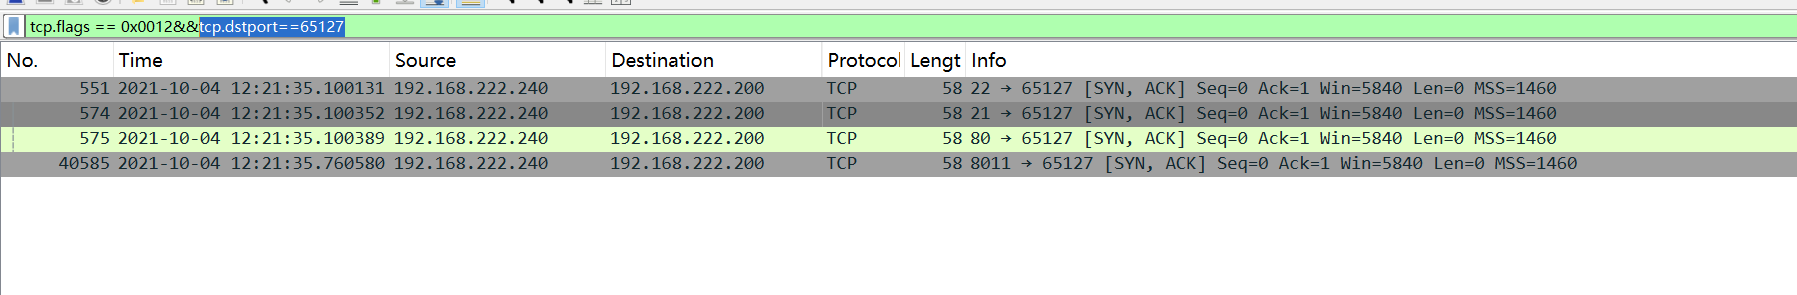 tcp.flags == 0x0012&&tcp.dstport==65127
No. Time Source Destination Protocol Lengt Info
551 2021-10-04 12:21:35.100131 192.168.222.240 192.168.222.200 TCP 58 22 → 65127 [SYN, ACK] Seq=0 Ack=1 Win=5840 Len=0 MSS=1460
574 2021-10-04 12:21:35.100352 192.168.222.240 192.168.222.200 TCP 58 21 → 65127 [SYN, ACK] Seq=0 Ack=1 Win=5840 Len=0 MSS=1460
575 2021-10-04 12:21:35.100389 192.168.222.240 192.168.222.200 TCP 58 80 → 65127 [SYN, ACK] Seq=0 Ack=1 Win=5840 Len=0 MSS=1460
40585 2021-10-04 12:21:35.760580 192.168.222.240 192.168.222.200 TCP 58 8011 → 65127 [SYN, ACK] Seq=0 Ack=1 Win=5840 Len=0 MSS=1460